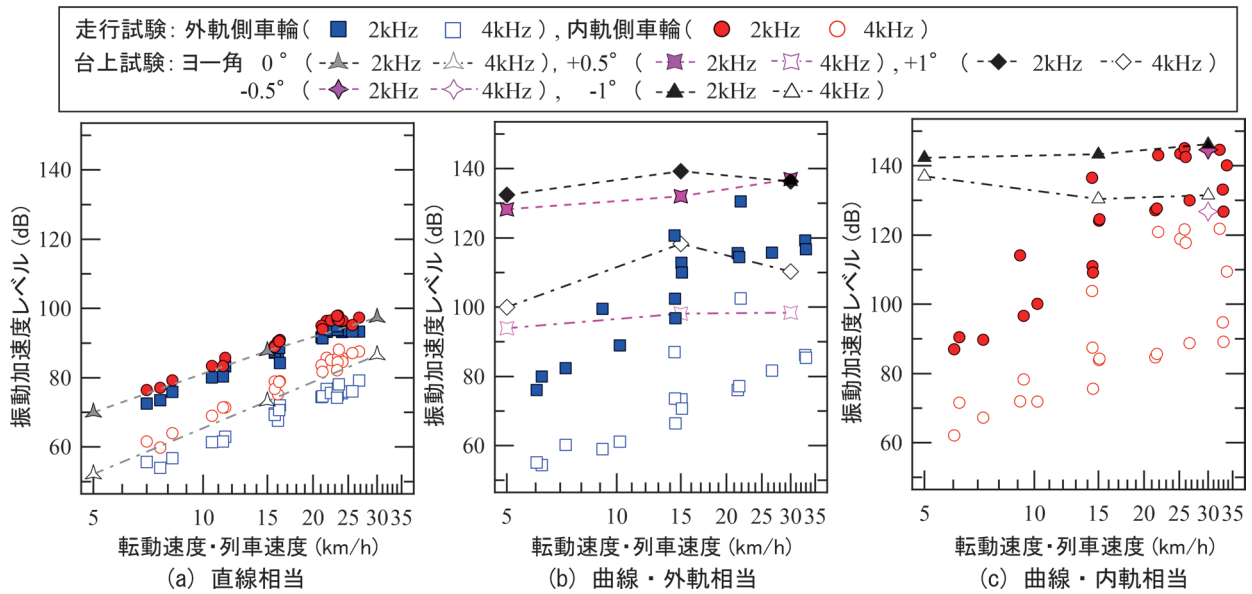 走行試験: 外軌側車輪( 2kHz 4kHz), 内軌側車輪( 2kHz 4kHz)
台上試験: ヨー角 0° ( 2kHz 4kHz), +0.5° ( 2kHz 4kHz), +1° ( 2kHz 4kHz)
-0.5° ( 2kHz 4kHz), -1° ( 2kHz 4kHz)
振動加速度レベル (dB)
140
120
100
80
60
5 10 15 20 25 30 35
転動速度・列車速度 (km/h)
(a) 直線相当
振動加速度レベル (dB)
140
120
100
80
60
5 10 15 20 25 30 35
転動速度・列車速度 (km/h)
(b) 曲線・外軌相当
振動加速度レベル (dB)
140
120
100
80
60
5 10 15 20 25 30 35
転動速度・列車速度 (km/h)
(c) 曲線・内軌相当